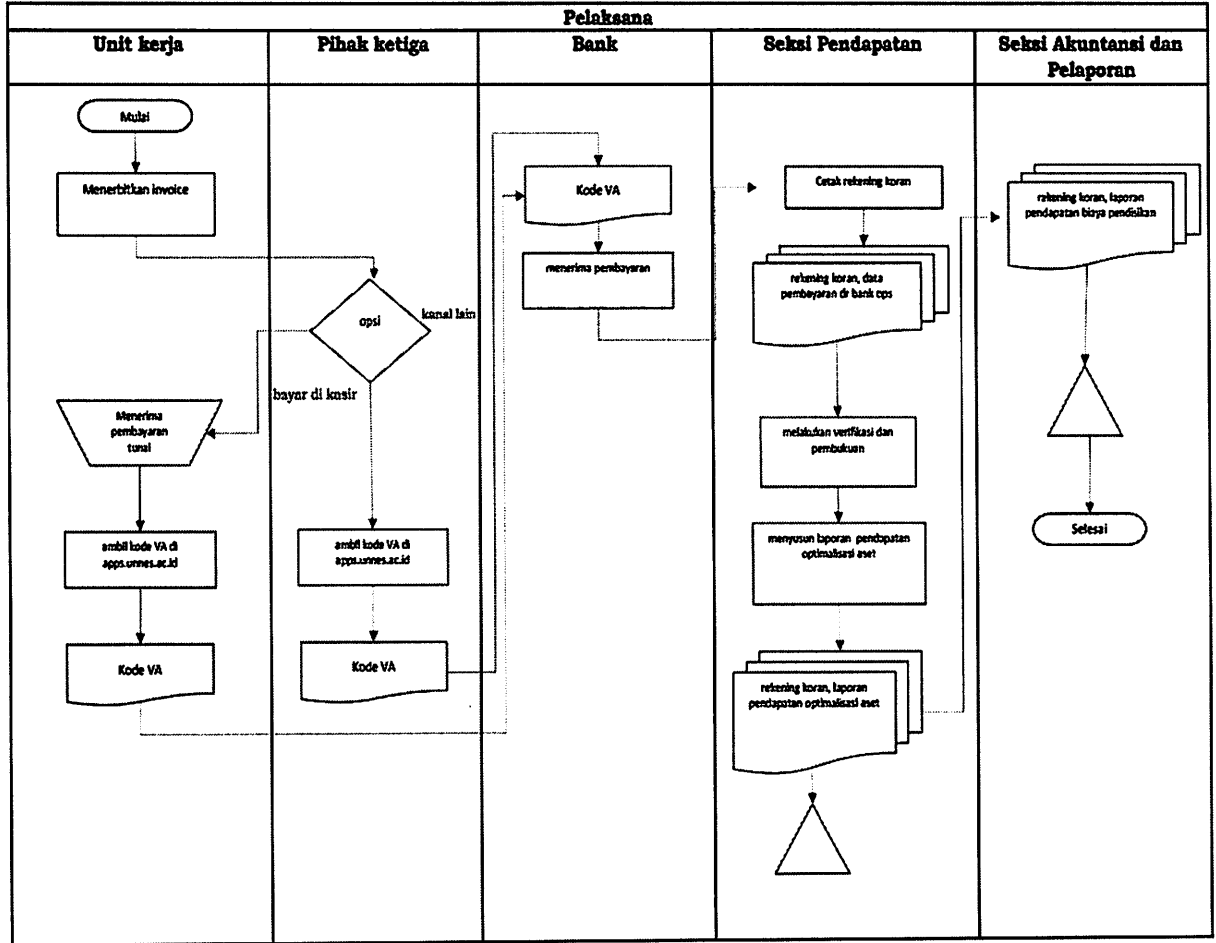 Pelaksana
Unit kerja
Pihak ketiga
Bank
Seksi Pendapatan
Seksi Akuntansi dan
Pelaporan
Mulai
Menerbitkan invoice
opsi
kanal lain
bayar di kasir
Menerima
pembayaran
tunai
ambil kode VA di
apps.unnes.ac.id
Kode VA
ambil kode VA di
apps.unnes.ac.id
Kode VA
Kode VA
menerima pembayaran
Cetak rekening koran
rekening koran, data
pembayaran dr bank ops
melakukan verifikasi dan
pembukuan
menyusun laporan pendapatan
optimalisasi aset
rekening koran, laporan
pendapatan optimalisasi aset
rekening koran, laporan
pendapatan biaya pendisikan
Selesai